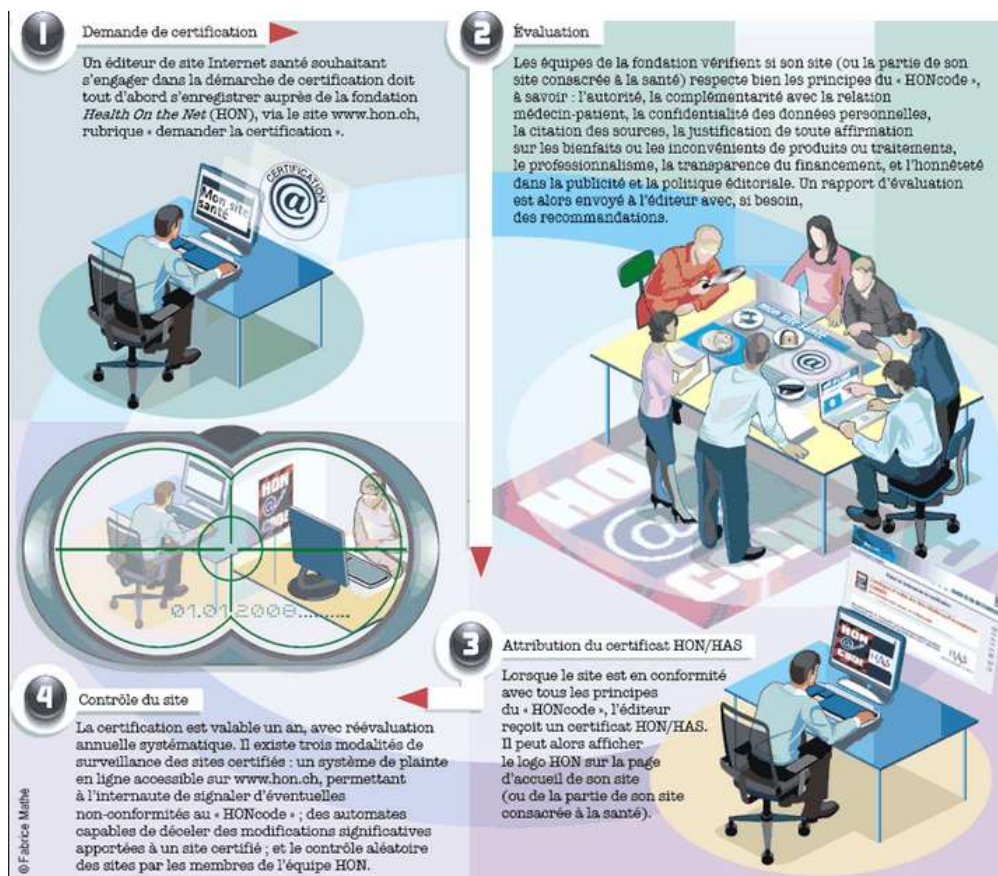 1
Demande de certification
Un éditeur de site Internet santé souhaitant
s'engager dans la démarche de certification doit
tout d'abord s'enregistrer auprès de la fondation
Health On the Net (HON), via le site www.hon.ch,
rubrique « demander la certification ».
Mon site
santé
CERTIFICATION
@
2
Évaluation
Les équipes de la fondation vérifient si son site (ou la partie de son
site consacrée à la santé) respecte bien les principes du « HONcode »,
à savoir : l'autorité, la complémentarité avec la relation
médecin-patient, la confidentialité des données personnelles,
la citation des sources, la justification de toute affirmation
sur les bienfaits ou les inconvénients de produits ou traitements,
le professionnalisme, la transparence du financement, et l'honnêteté
dans la publicité et la politique éditoriale. Un rapport d'évaluation
est alors envoyé à l'éditeur avec, si besoin,
des recommandations.
mon site santé
@
HON
@
CODE
3
Attribution du certificat HON/HAS
Lorsque le site est en conformité
avec tous les principes
du « HONcode », l'éditeur
reçoit un certificat HON/HAS.
Il peut alors afficher
le logo HON sur la page
d'accueil de son site
(ou de la partie de son site
consacrée à la santé).
HON
@
CODE
HAS
HAS
HON
@
CODE
01.01.2008.........
4
Contrôle du site
La certification est valable un an, avec réévaluation
annuelle systématique. Il existe trois modalités de
surveillance des sites certifiés : un système de plainte
en ligne accessible sur www.hon.ch, permettant
à l'internaute de signaler d'éventuelles
non-conformités au « HONcode » ; des automates
capables de déceler des modifications significatives
apportées à un site certifié ; et le contrôle aléatoire
des sites par les membres de l'équipe HON.
© Fabrice Mathé